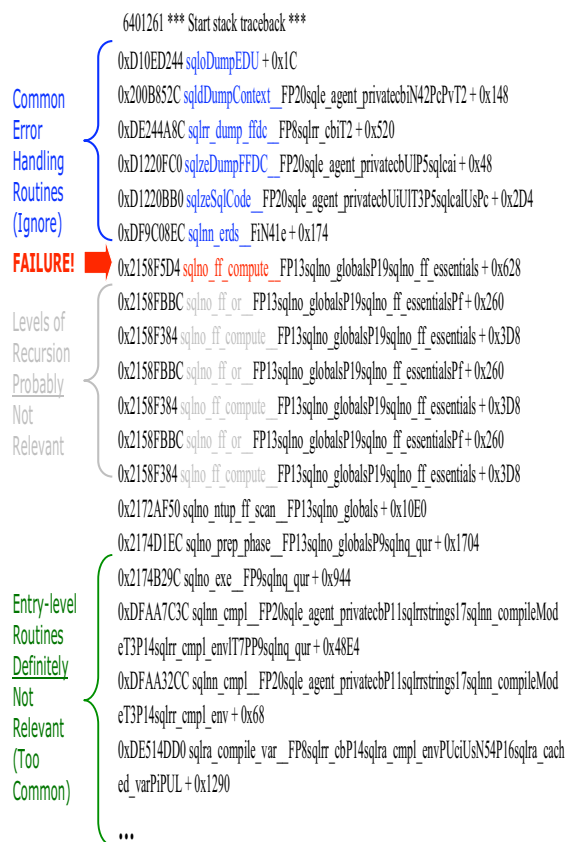 6401261 *** Start stack traceback ***
0xD10ED244 sqloDumpEDU + 0x1C
0x200B852C sqldDumpContext__FP20sqle_agent_privatecbiN42PcPvT2 + 0x148
0xDE244A8C sqlrr_dump_ffdc__FP8sqlrr_cbiT2 + 0x520
0xD1220FC0 sqlzeDumpFFDC__FP20sqle_agent_privatecbUlP5sqlcai + 0x48
0xD1220BB0 sqlzeSqlCode__FP20sqle_agent_privatecbUiUlT3P5sqlcalUsPc + 0x2D4
0xDF9C08EC sqlnn_erds__FiN41e + 0x174
Common
Error
Handling
Routines
(Ignore)
FAILURE!
0x2158F5D4 sqlno_ff_compute__FP13sqlno_globalsP19sqlno_ff_essentials + 0x628
0x2158FBBC sqlno_ff_or__FP13sqlno_globalsP19sqlno_ff_essentialsPf + 0x260
0x2158F384 sqlno_ff_compute__FP13sqlno_globalsP19sqlno_ff_essentials + 0x3D8
0x2158FBBC sqlno_ff_or__FP13sqlno_globalsP19sqlno_ff_essentialsPf + 0x260
0x2158F384 sqlno_ff_compute__FP13sqlno_globalsP19sqlno_ff_essentials + 0x3D8
0x2158FBBC sqlno_ff_or__FP13sqlno_globalsP19sqlno_ff_essentialsPf + 0x260
0x2158F384 sqlno_ff_compute__FP13sqlno_globalsP19sqlno_ff_essentials + 0x3D8
Levels of
Recursion
Probably
Not
Relevant
0x2172AF50 sqlno_ntup_ff_scan__FP13sqlno_globals + 0x10E0
0x2174D1EC sqlno_prep_phase__FP13sqlno_globalsP9sqlnq_qur + 0x1704
0x2174B29C sqlno_exe__FP9sqlnq_qur + 0x944
0xDFAA7C3C sqlnn_cmpl__FP20sqle_agent_privatecbP11sqlrrstrings17sqlnn_compileMod
eT3P14sqlrr_cmpl_envlT7PP9sqlnq_qur + 0x48E4
0xDFAA32CC sqlnn_cmpl__FP20sqle_agent_privatecbP11sqlrrstrings17sqlnn_compileMod
eT3P14sqlrr_cmpl_env + 0x68
0xDE514DD0 sqlra_compile_var__FP8sqlrr_cbP14sqlra_cmpl_envPUciUsN54P16sqlra_cach
ed_varPiPUL + 0x1290
...
Entry-level
Routines
Definitely
Not
Relevant
(Too
Common)